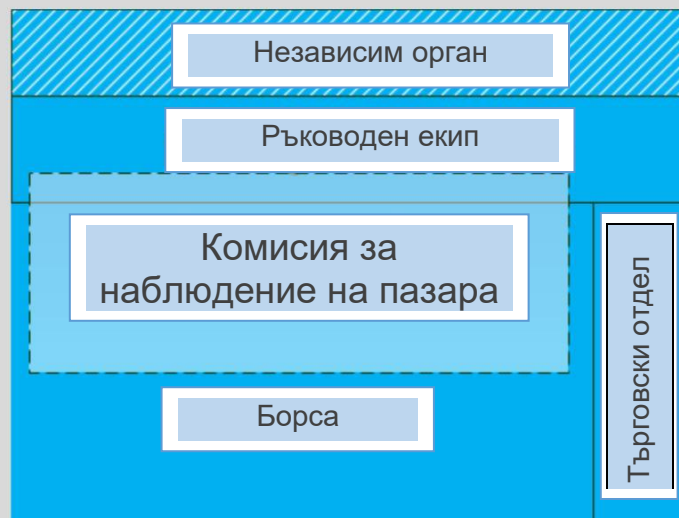 Независим орган
Ръководен екип
Комисия за
наблюдение на пазара
Търговски отдел
Борса